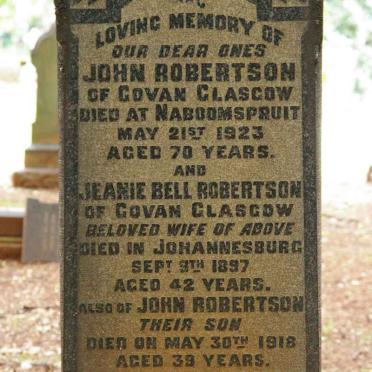 LOVING MEMORY OF
OUR DEAR ONES
JOHN ROBERTSON
OF GOVAN GLASGOW
DIED AT NABOOMSPRUIT
MAY 21ST 1923
AGED 70 YEARS.
AND
JEANIE BELL ROBERTSON
OF GOVAN GLASGOW
BELOVED WIFE OF ABOVE
DIED IN JOHANNESBURG
SEPT 9TH 1897
AGED 42 YEARS.
ALSO OF JOHN ROBERTSON
THEIR SON
DIED ON MAY 30TH 1918
AGED 39 YEARS.